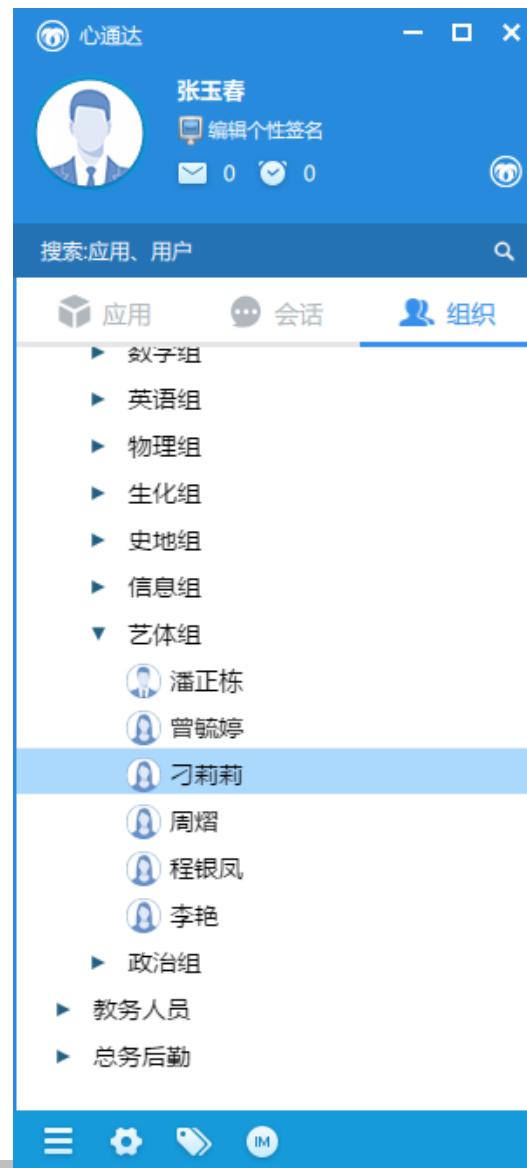 心通达
张玉春
编辑个性签名
0 0
搜索:应用、用户
应用 会话 组织
数学组
英语组
物理组
生化组
史地组
信息组
艺体组
潘正栋
曾毓婷
刁莉莉
周熠
程银凤
李艳
政治组
教务人员
总务后勤
IM